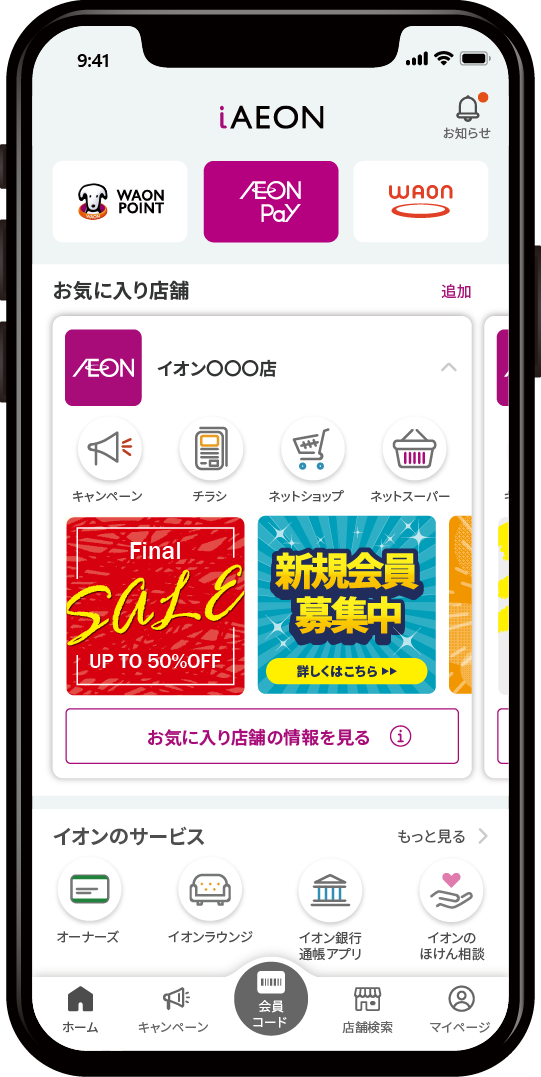 9:41
iAEON
お知らせ
WAON
POINT
WAON
AEON
Pay
WAON
お気に入り店舗
追加
AEON
イオン〇〇〇店
キャンペーン
チラシ
ネットショップ
ネットスーパー
Final
SALE
UP TO 50%OFF
新規会員
募集中
詳しくはこちら
お気に入り店舗の情報を見る
イオンのサービス
もっと見る
オーナーズ
イオンラウンジ
イオン銀行
通帳アプリ
イオンの
ほけん相談
ホーム
キャンペーン
会員
コード
店舗検索
マイページ